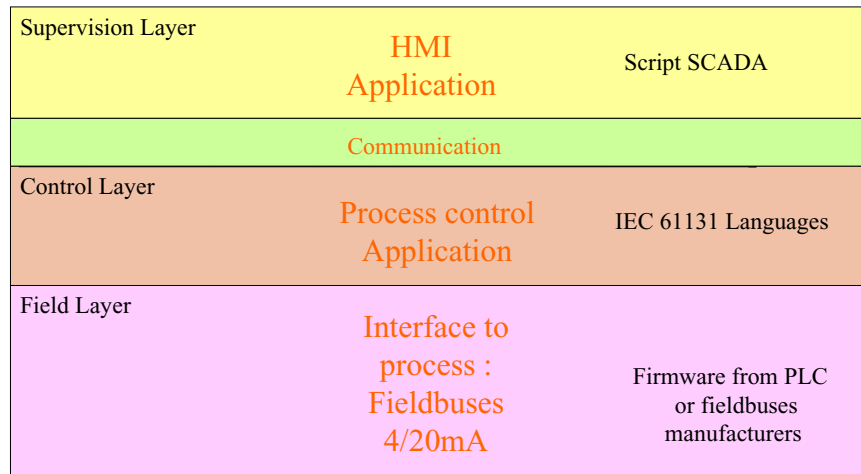 Supervision Layer
HMI
Application
Script SCADA
Communication
Control Layer
Process control
Application
IEC 61131 Languages
Field Layer
Interface to
process :
Fieldbuses
4/20mA
Firmware from PLC
or fieldbuses
manufacturers